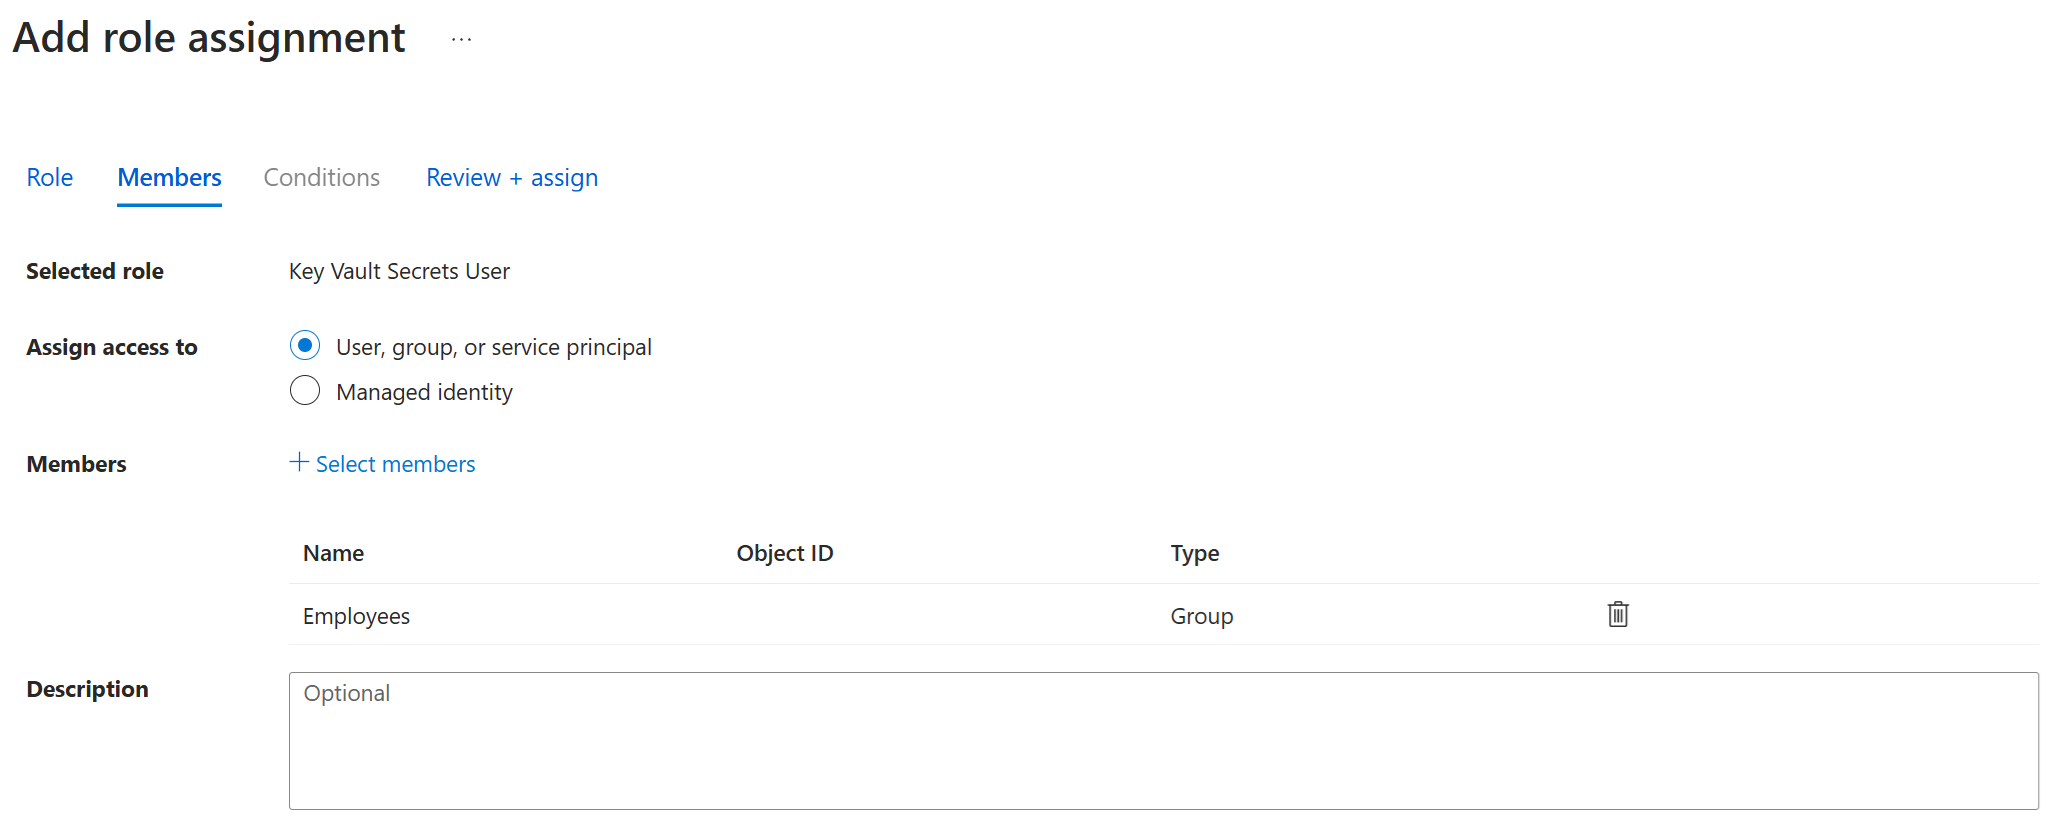 Add role assignment ...
Role Members Conditions Review + assign
Selected role Key Vault Secrets User
Assign access to User, group, or service principal
Managed identity
Members + Select members
Name Object ID Type
Employees Group
Description Optional